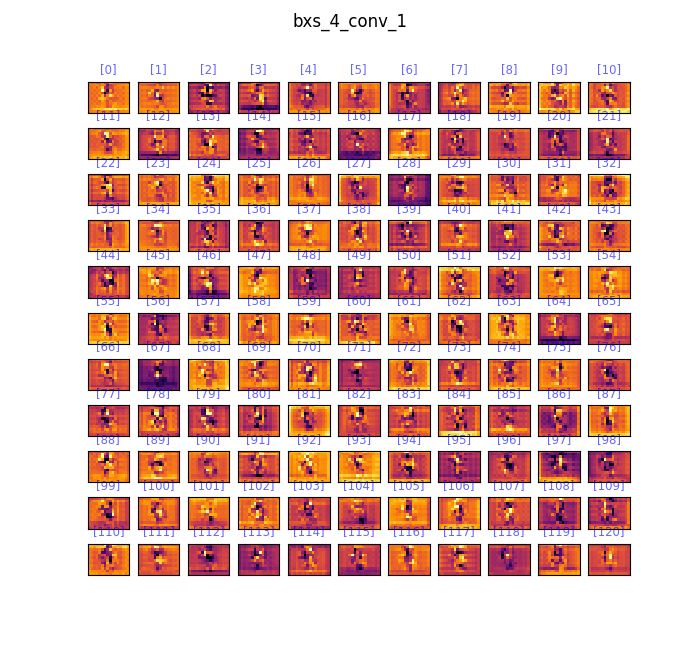 bxs_4_conv_1
[0] [1] [2] [3] [4] [5] [6] [7] [8] [9] [10]
[11] [12] [13] [14] [15] [16] [17] [18] [19] [20] [21]
[22] [23] [24] [25] [26] [27] [28] [29] [30] [31] [32]
[33] [34] [35] [36] [37] [38] [39] [40] [41] [42] [43]
[44] [45] [46] [47] [48] [49] [50] [51] [52] [53] [54]
[55] [56] [57] [58] [59] [60] [61] [62] [63] [64] [65]
[66] [67] [68] [69] [70] [71] [72] [73] [74] [75] [76]
[77] [78] [79] [80] [81] [82] [83] [84] [85] [86] [87]
[88] [89] [90] [91] [92] [93] [94] [95] [96] [97] [98]
[99] [100] [101] [102] [103] [104] [105] [106] [107] [108] [109]
[110] [111] [112] [113] [114] [115] [116] [117] [118] [119] [120]